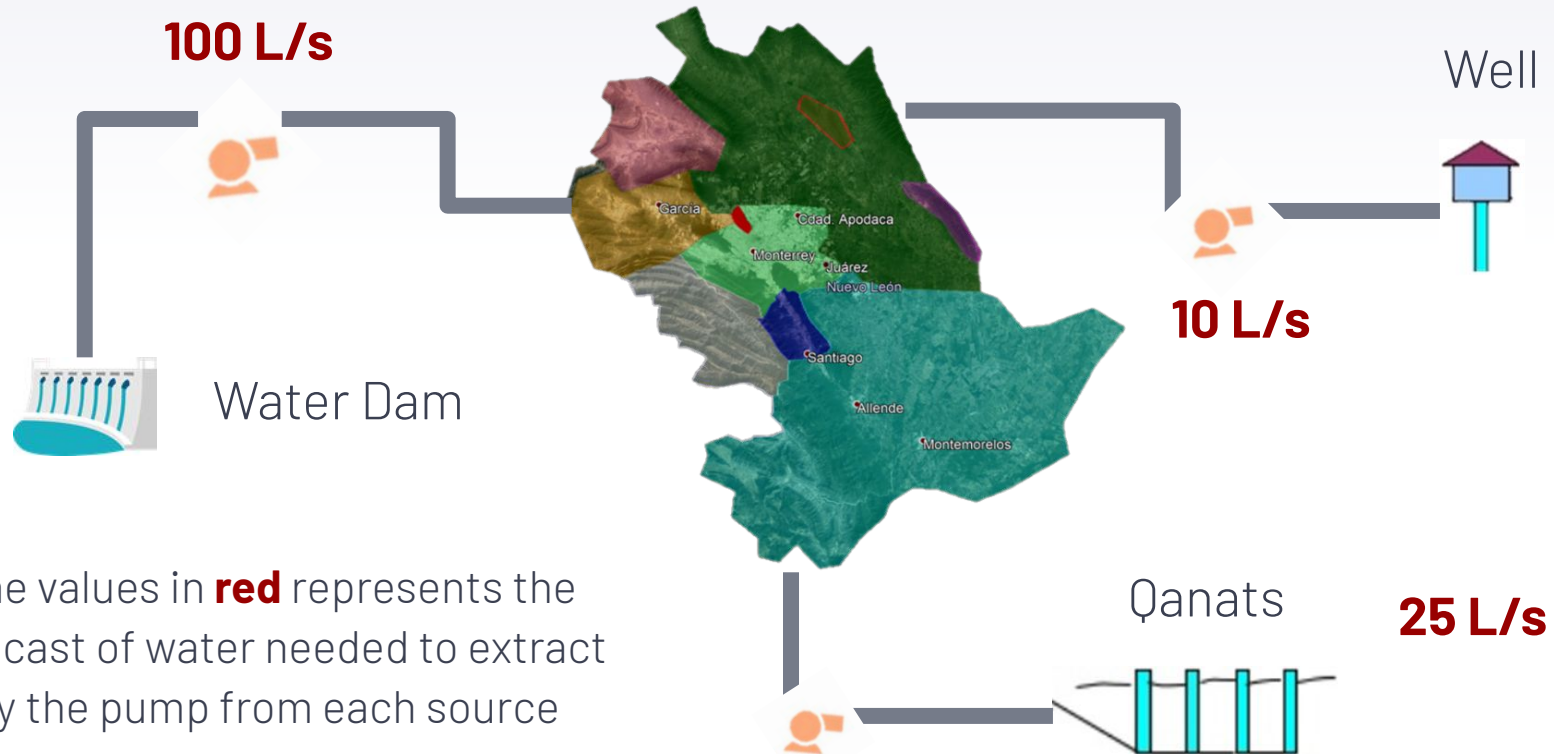 100 L/s
Well
García
Cdad. Apodaca
Monterrey
Juárez
Nuevo León
10 L/s
Santiago
Water Dam
Allende
Montemorelos
values in red represents the
cast of water needed to extract
the pump from each source
Qanats
25 L/s